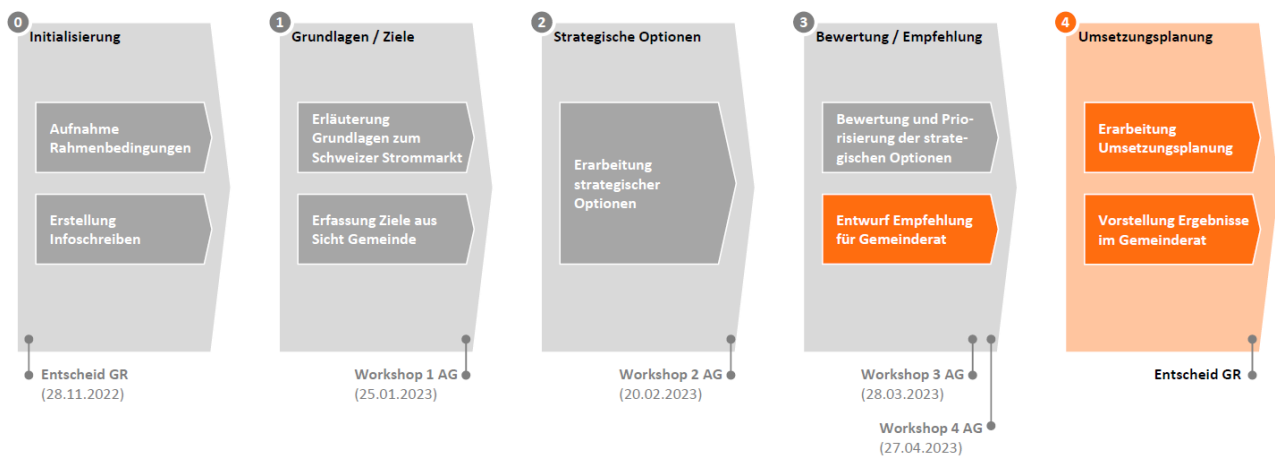 0
Initialisierung
Aufnahme
Rahmenbedingungen
Erstellung
Infoschreiben
Entscheid GR
(28.11.2022)
1
Grundlagen / Ziele
Erläuterung
Grundlagen zum
Schweizer Strommarkt
Erfassung Ziele aus
Sicht Gemeinde
Workshop 1 AG
(25.01.2023)
2
Strategische Optionen
Erarbeitung
strategischer
Optionen
Workshop 2 AG
(20.02.2023)
3
Bewertung / Empfehlung
Bewertung und Prio-
risierung der strate-
gischen Optionen
Entwurf Empfehlung
für Gemeinderat
Workshop 3 AG
(28.03.2023)
Workshop 4 AG
(27.04.2023)
4
Umsetzungsplanung
Erarbeitung
Umsetzungsplanung
Vorstellung Ergebnisse
im Gemeinderat
Entscheid GR